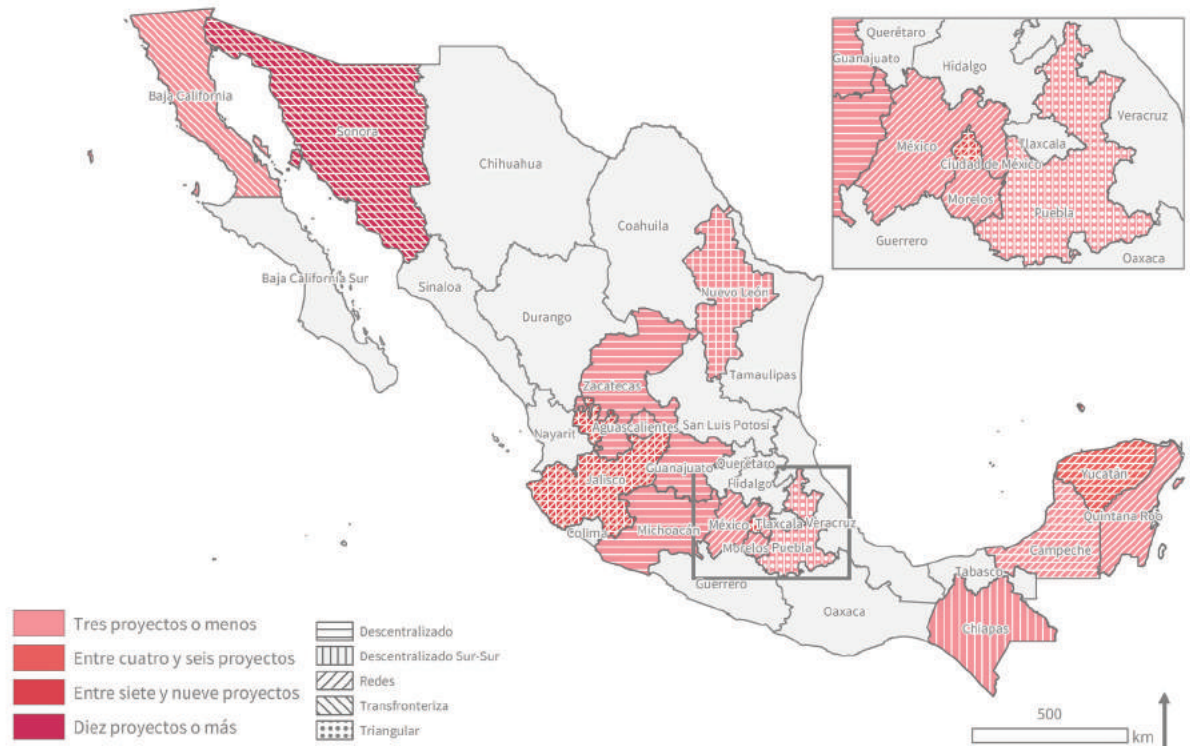 Baja California
Sonora
Chihuahua
Coahuila
Baja California Sur
Sinaloa
Durango
Nuevo León
Tamaulipas
Zacatecas
Nayarit
Aguascalientes
San Luis Potosí
Guanajuato
Querétaro
Hidalgo
Jalisco
Colima
Michoacán
México
Tlaxcala
Veracruz
Morelos
Puebla
Guerrero
Oaxaca
Tabasco
Chiapas
Campeche
Yucatán
Quintana Roo
Querétaro
Guanajuato
Hidalgo
Veracruz
México
Tlaxcala
Ciudad de México
Morelos
Puebla
Guerrero
Oaxaca
Tres proyectos o menos
Entre cuatro y seis proyectos
Entre siete y nueve proyectos
Diez proyectos o más
Descentralizado
Descentralizado Sur-Sur
Redes
Transfronteriza
Triangular
500
km